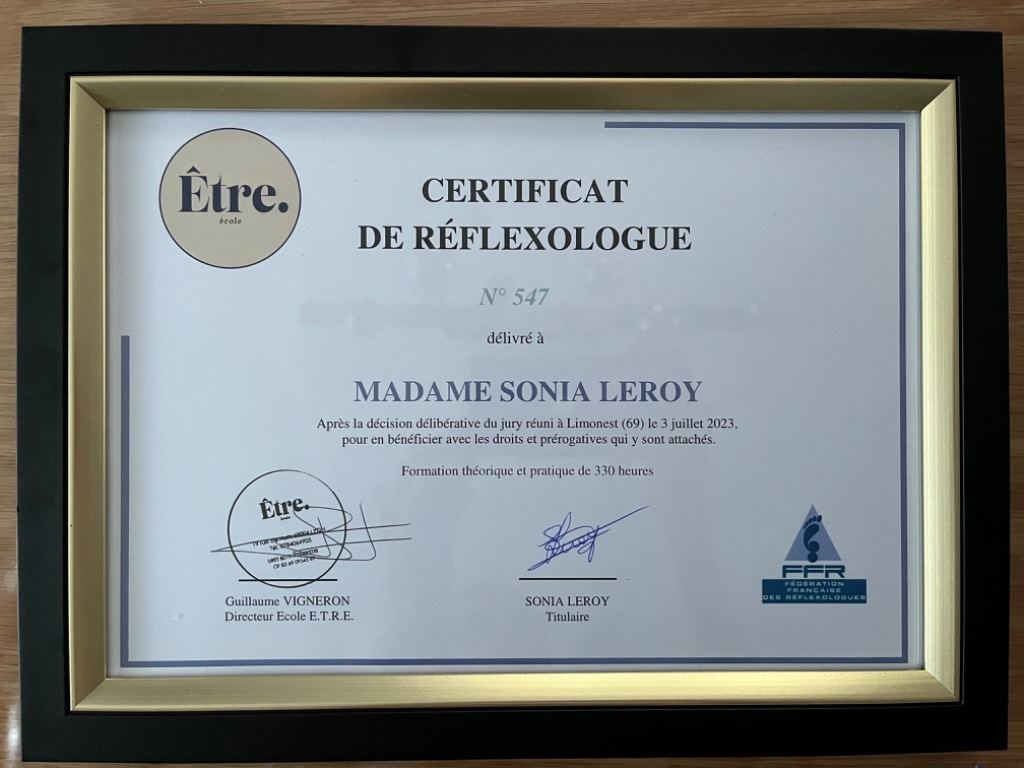 Être.
école
CERTIFICAT
DE RÉFLEXOLOGUE
N° 547
délivré à
MADAME SONIA LEROY
Après la décision délibérative du jury réuni à Limonest (69) le 3 juillet 2023,
pour en bénéficier avec les droits et prérogatives qui y sont attachés.
Formation théorique et pratique de 330 heures
Être.
Guillaume VIGNERON
Directeur Ecole E.T.R.E.
SONIA LEROY
Titulaire
FFR
FÉDÉRATION
FRANÇAISE
DES RÉFLEXOLOGUES